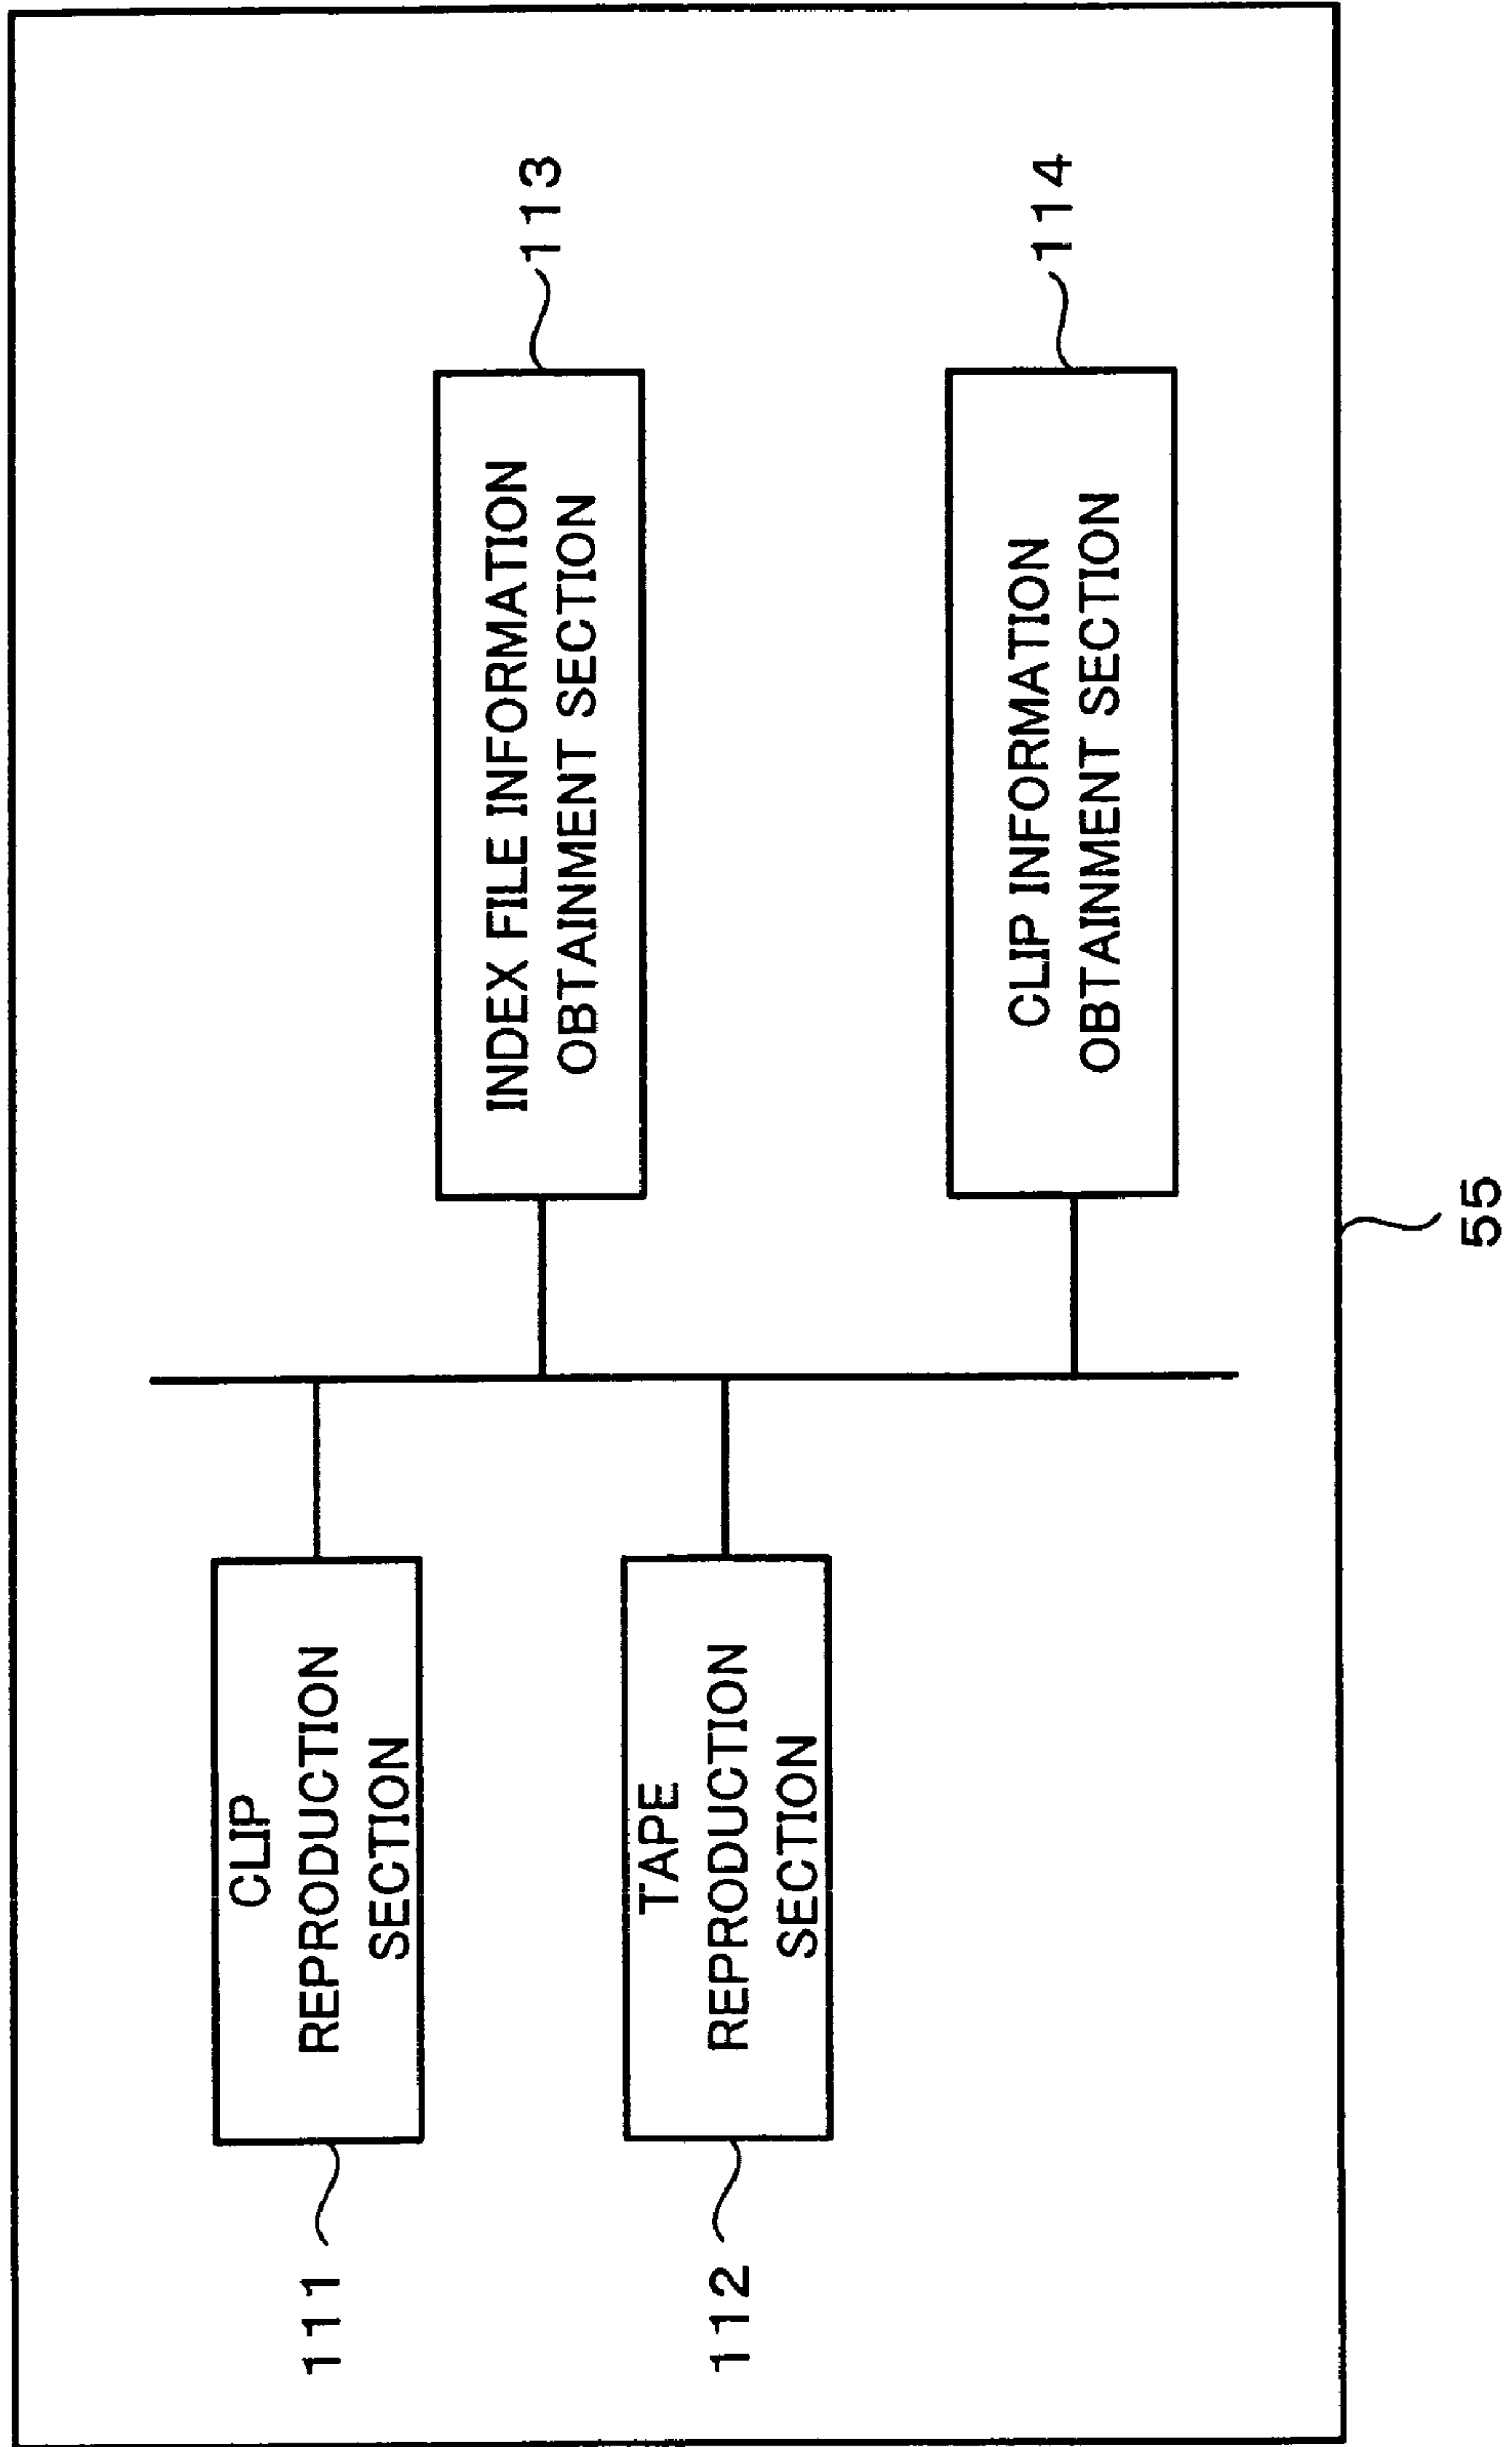 111
CLIP
REPRODUCTION
SECTION
112
TAPE
REPRODUCTION
SECTION
INDEX FILE INFORMATION
OBTAINMENT SECTION
113
CLIP INFORMATION
OBTAINMENT SECTION
114
55